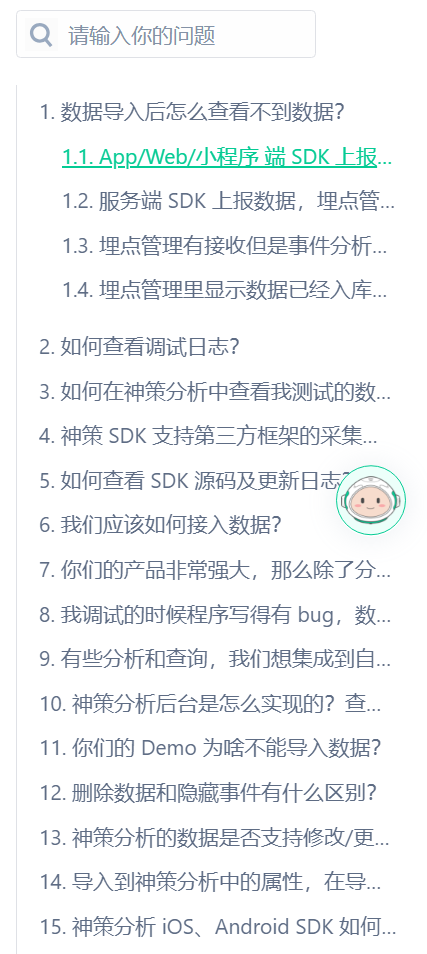 请输入你的问题
1. 数据导入后怎么查看不到数据？
1.1. App/Web/小程序 端 SDK 上报...
1.2. 服务端 SDK 上报数据，埋点管...
1.3. 埋点管理有接收但是事件分析...
1.4. 埋点管理里显示数据已经入库...
2. 如何查看调试日志？
3. 如何在神策分析中查看我测试的数...
4. 神策 SDK 支持第三方框架的采集...
5. 如何查看 SDK 源码及更新日志？
6. 我们应该如何接入数据？
7. 你们的产品非常强大，那么除了分...
8. 我调试的时候程序写得有 bug，数...
9. 有些分析和查询，我们想集成到自...
10. 神策分析后台是怎么实现的？查...
11. 你们的 Demo 为啥不能导入数据？
12. 删除数据和隐藏事件有什么区别？
13. 神策分析的数据是否支持修改/更...
14. 导入到神策分析中的属性，在导...
15. 神策分析 iOS、Android SDK 如何...